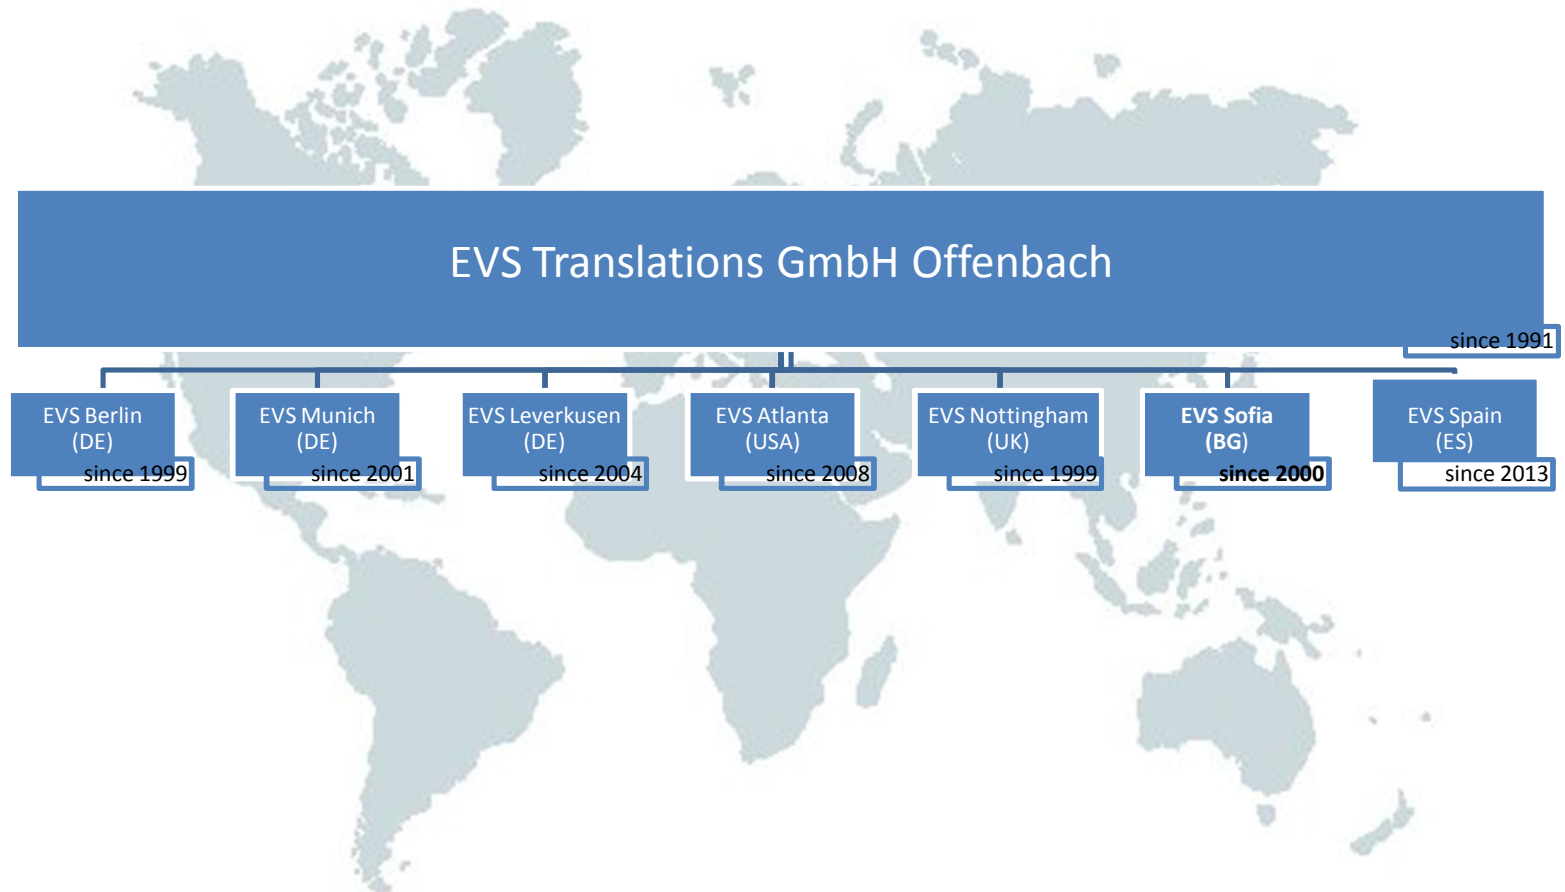 EVS Translations GmbH Offenbach
since 1991
EVS Berlin
(DE)
since 1999
EVS Munich
(DE)
since 2001
EVS Leverkusen
(DE)
since 2004
EVS Atlanta
(USA)
since 2008
EVS Nottingham
(UK)
since 1999
EVS Sofia
(BG)
since 2000
EVS Spain
(ES)
since 2013